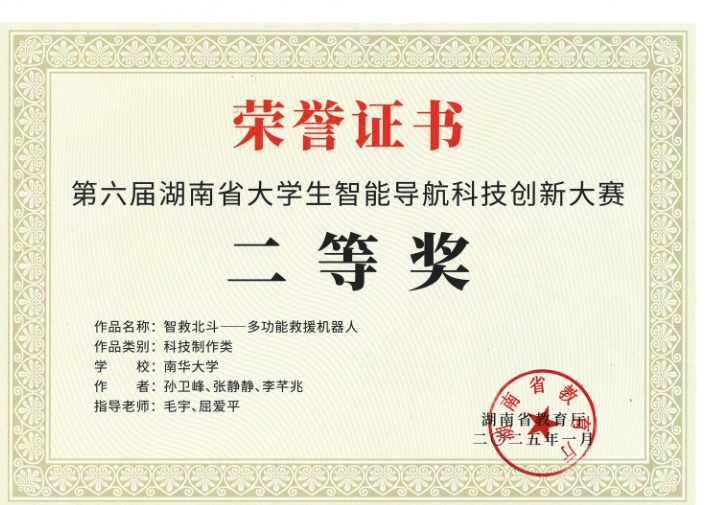 荣誉证书
第六届湖南省大学生智能导航科技创新大赛
二等奖
作品名称：智救北斗——多功能救援机器人
作品类别：科技制作类
学　　校：南华大学
作　　者：孙卫峰、张静静、李芊兆
指导老师：毛宇、屈爱平
湖南省教育厅
二〇二五年一月
湖南省教育厅